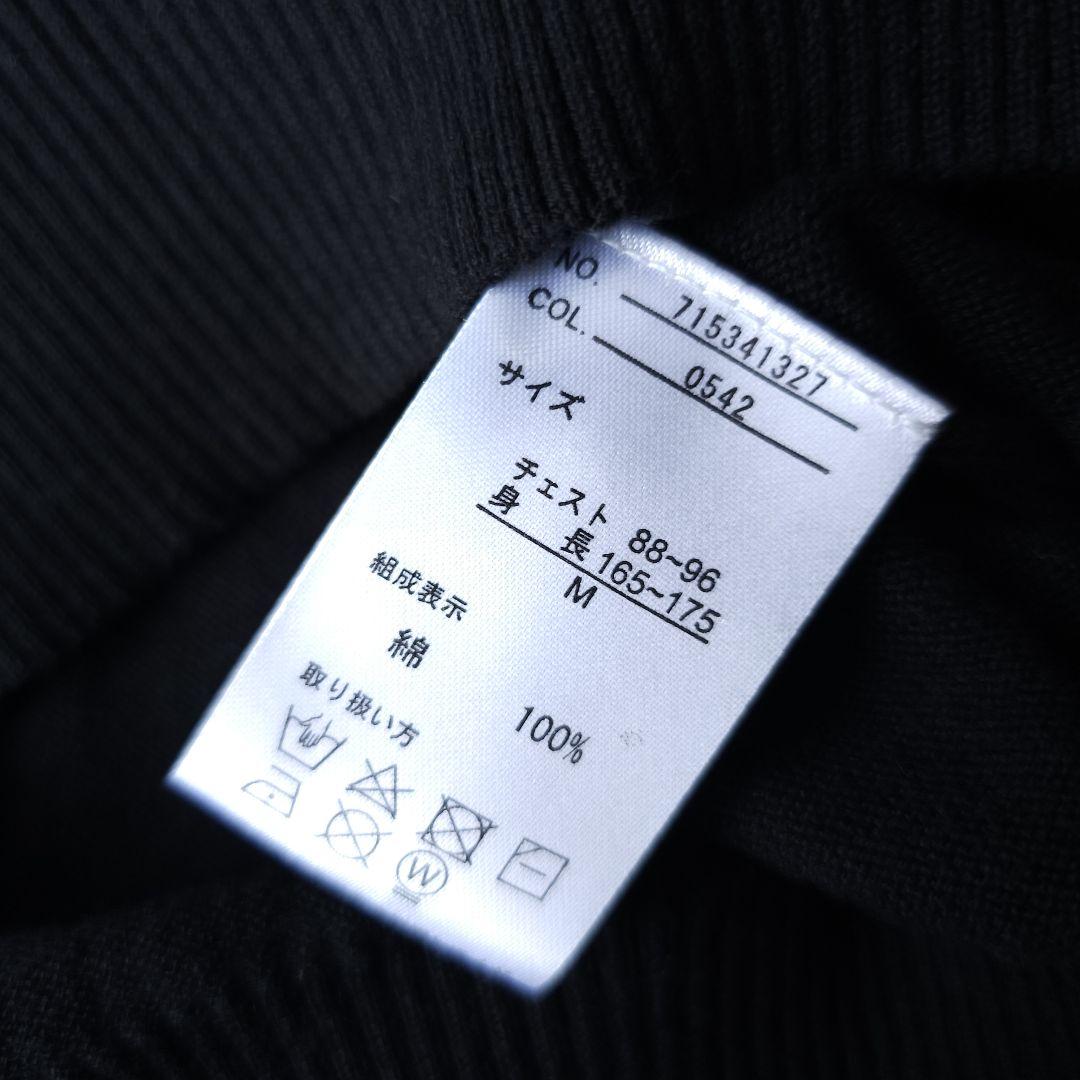 NO. 715341327
COL. 0542
サイズ
チェスト 88~96
身 長 165~175
M
組成表示
綿 100%
取り扱い方
W